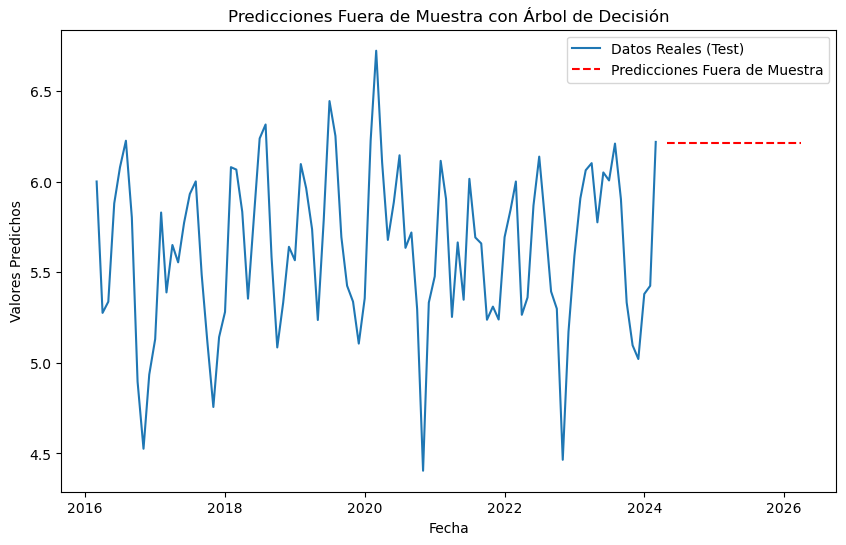 Predicciones Fuera de Muestra con Árbol de Decisión
Datos Reales (Test)
Predicciones Fuera de Muestra
Valores Predichos
6.5
6.0
5.5
5.0
4.5
2016
2018
2020
2022
2024
2026
Fecha